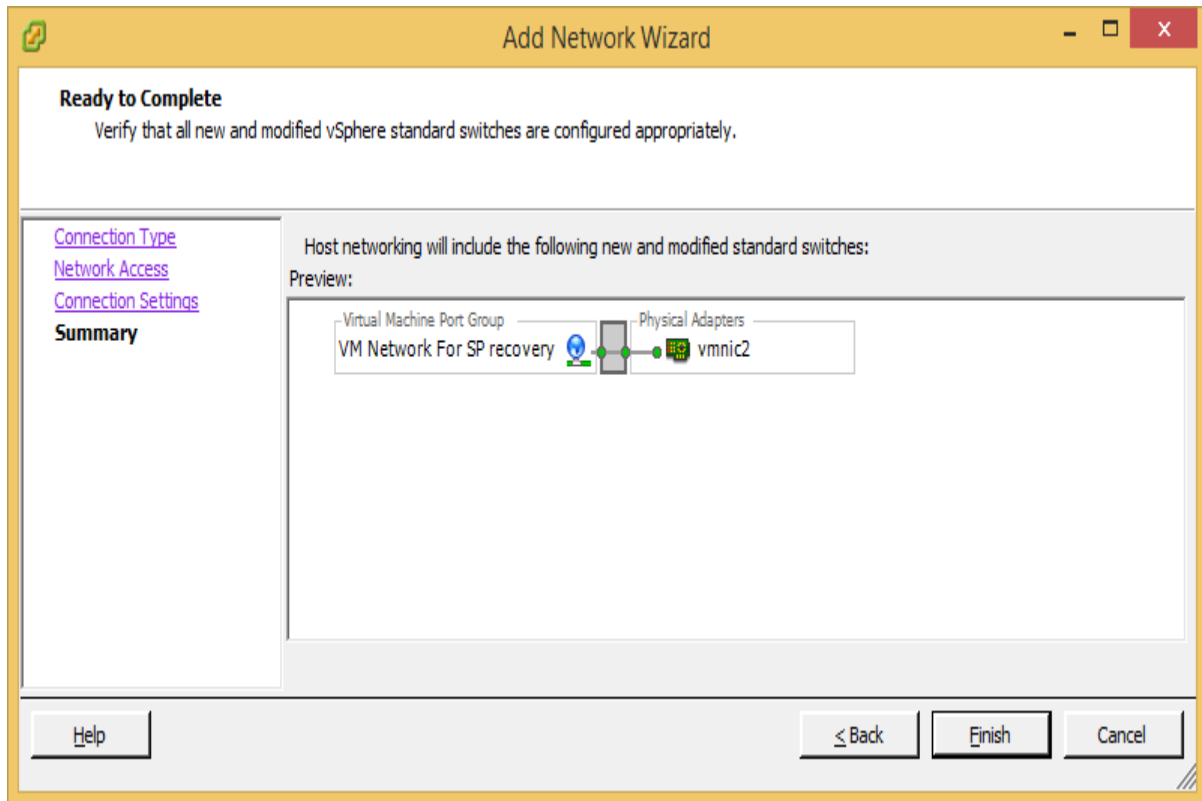 Add Network Wizard
Ready to Complete
Verify that all new and modified vSphere standard switches are configured appropriately.
Connection Type
Network Access
Connection Settings
Summary
Host networking will include the following new and modified standard switches:
Preview:
Virtual Machine Port Group
VM Network For SP recovery
Physical Adapters
vmnic2
Help
< Back
Finish
Cancel